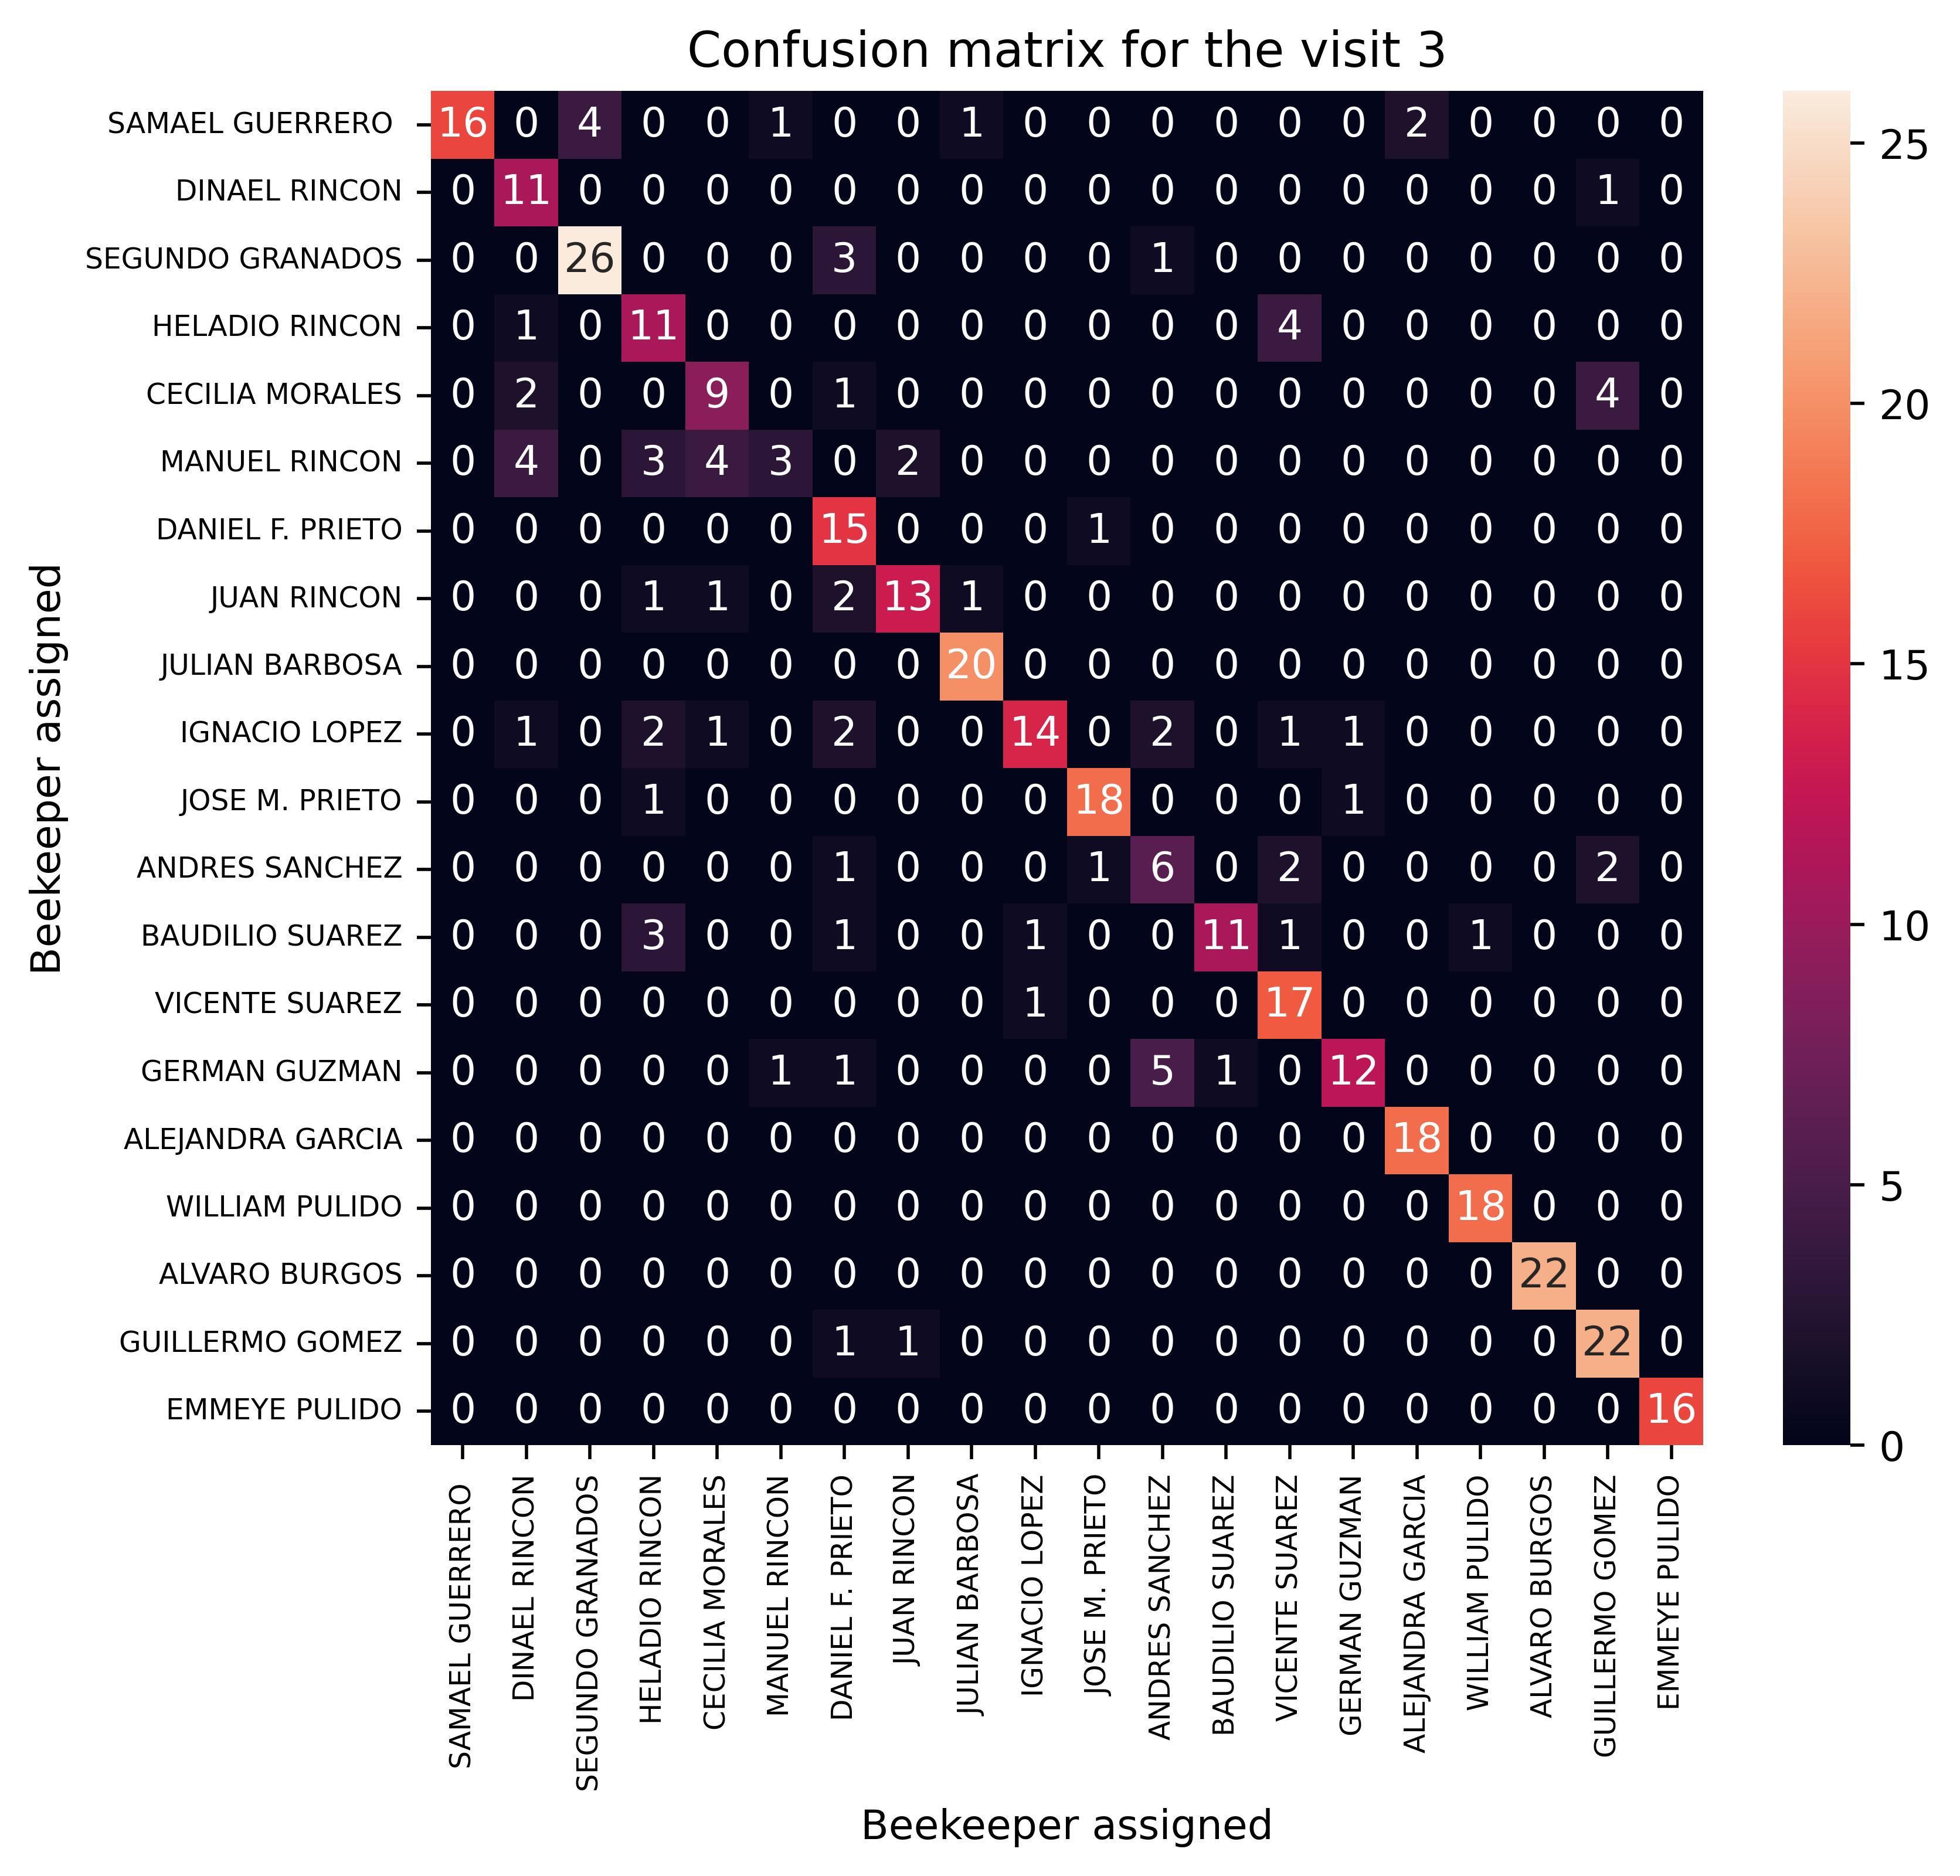 Confusion matrix for the visit 3
SAMAEL GUERRERO 16 0 4 0 0 1 0 0 1 0 0 0 0 0 0 2 0 0 0 0
DINAEL RINCON 0 11 0 0 0 0 0 0 0 0 0 0 0 0 0 0 0 0 1 0
SEGUNDO GRANADOS 0 0 26 0 0 0 3 0 0 0 0 1 0 0 0 0 0 0 0 0
HELADIO RINCON 0 1 0 11 0 0 0 0 0 0 0 0 0 4 0 0 0 0 0 0
CECILIA MORALES 0 2 0 0 9 0 1 0 0 0 0 0 0 0 0 0 0 0 4 0
MANUEL RINCON 0 4 0 3 4 3 0 2 0 0 0 0 0 0 0 0 0 0 0 0
DANIEL F. PRIETO 0 0 0 0 0 0 15 0 0 0 1 0 0 0 0 0 0 0 0 0
JUAN RINCON 0 0 0 1 1 0 2 13 1 0 0 0 0 0 0 0 0 0 0 0
JULIAN BARBOSA 0 0 0 0 0 0 0 0 20 0 0 0 0 0 0 0 0 0 0 0
IGNACIO LOPEZ 0 1 0 2 1 0 2 0 0 14 0 2 0 1 1 0 0 0 0 0
JOSE M. PRIETO 0 0 0 1 0 0 0 0 0 0 18 0 0 0 1 0 0 0 0 0
ANDRES SANCHEZ 0 0 0 0 0 0 1 0 0 0 1 6 0 2 0 0 0 0 2 0
BAUDILIO SUAREZ 0 0 0 3 0 0 1 0 0 1 0 0 11 1 0 0 1 0 0 0
VICENTE SUAREZ 0 0 0 0 0 0 0 0 0 1 0 0 0 17 0 0 0 0 0 0
GERMAN GUZMAN 0 0 0 0 0 1 1 0 0 0 0 5 1 0 12 0 0 0 0 0
ALEJANDRA GARCIA 0 0 0 0 0 0 0 0 0 0 0 0 0 0 0 18 0 0 0 0
WILLIAM PULIDO 0 0 0 0 0 0 0 0 0 0 0 0 0 0 0 0 18 0 0 0
ALVARO BURGOS 0 0 0 0 0 0 0 0 0 0 0 0 0 0 0 0 0 22 0 0
GUILLERMO GOMEZ 0 0 0 0 0 0 1 1 0 0 0 0 0 0 0 0 0 0 22 0
EMMEYE PULIDO 0 0 0 0 0 0 0 0 0 0 0 0 0 0 0 0 0 0 0 16
Beekeeper assigned
SAMAEL GUERRERO
DINAEL RINCON
SEGUNDO GRANADOS
HELADIO RINCON
CECILIA MORALES
MANUEL RINCON
DANIEL F. PRIETO
JUAN RINCON
JULIAN BARBOSA
IGNACIO LOPEZ
JOSE M. PRIETO
ANDRES SANCHEZ
BAUDILIO SUAREZ
VICENTE SUAREZ
GERMAN GUZMAN
ALEJANDRA GARCIA
WILLIAM PULIDO
ALVARO BURGOS
GUILLERMO GOMEZ
EMMEYE PULIDO
Beekeeper assigned
25
20
15
10
5
0